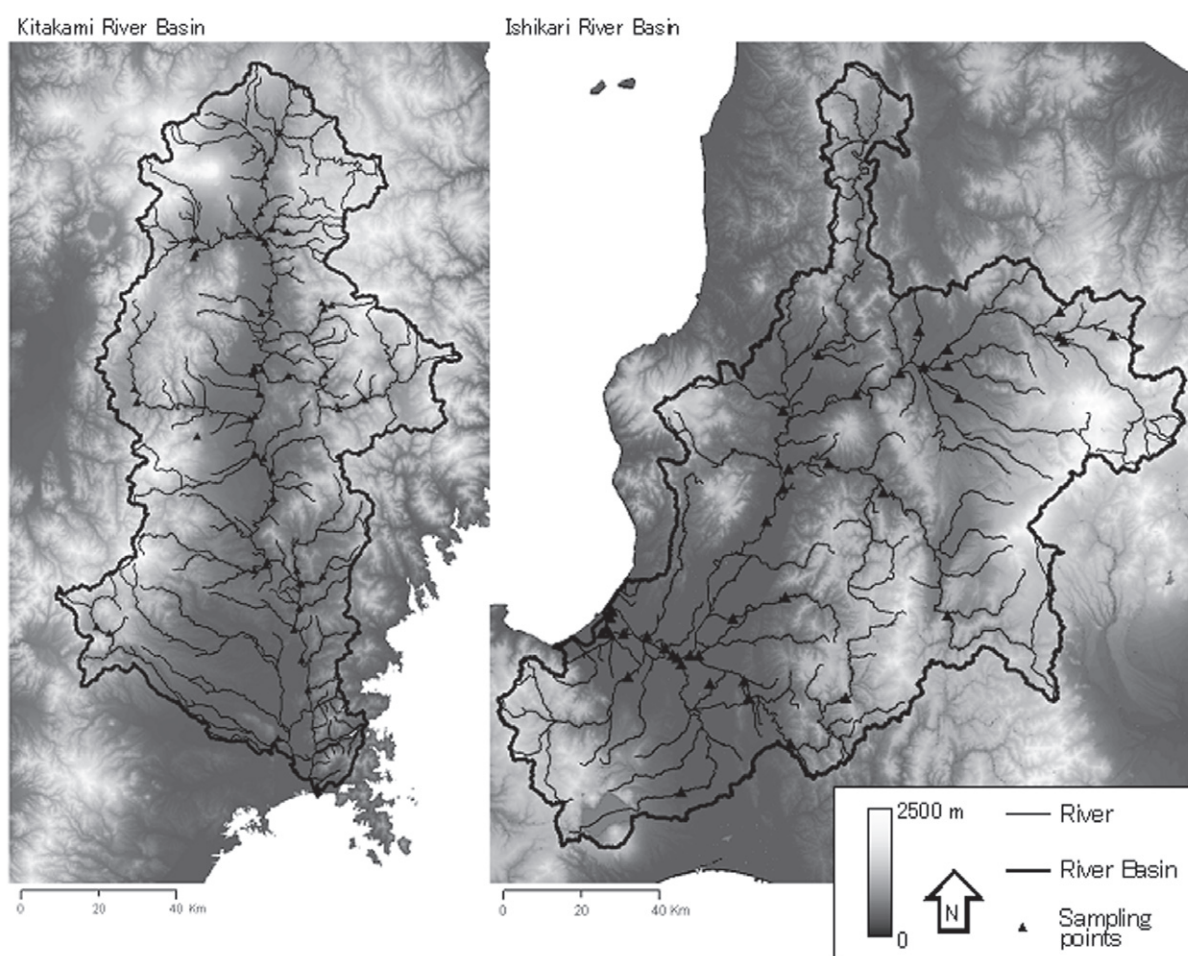 Kitakami River Basin
Ishikari River Basin
2500 m
0
N
River
River Basin
Sampling
points
0 20 40 Km
0 20 40 Km